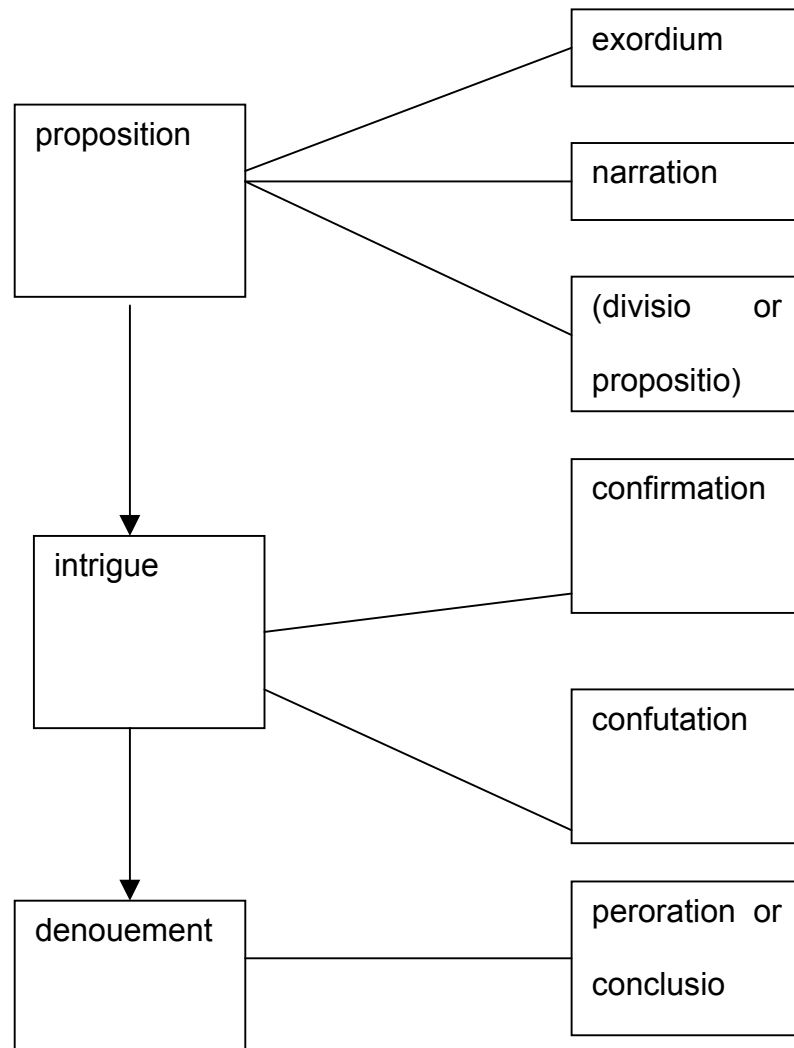 exordium
proposition
narration
(divisio or
propositio)
confirmation
intrigue
confutation
denouement
peroration or
conclusio